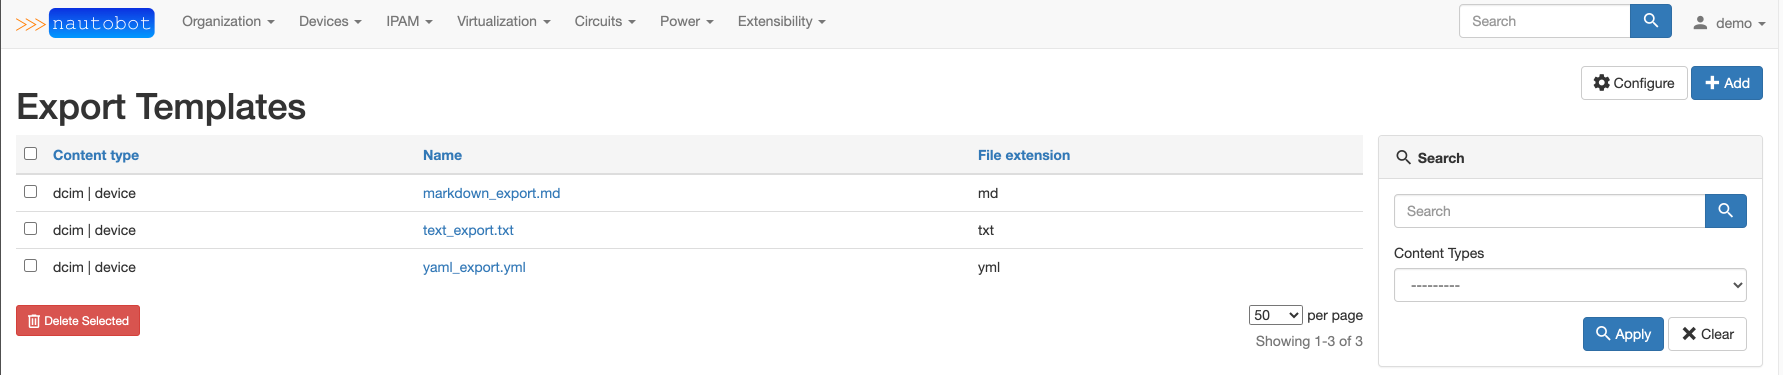 >>> nautobot Organization Devices IPAM Virtualization Circuits Power Extensibility Search demo
Configure Add
Export Templates
Content type Name File extension
dcim | device markdown_export.md md
dcim | device text_export.txt txt
dcim | device yaml_export.yml yml
Delete Selected
50 per page
Showing 1-3 of 3
Search
Search
Content Types
---------
Apply Clear